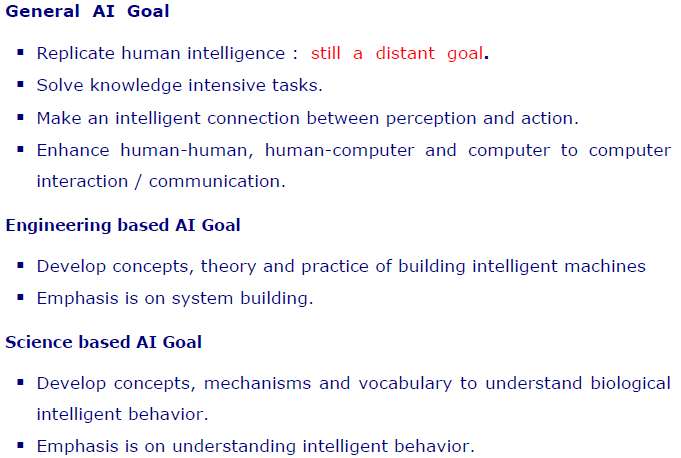 General AI Goal
▪ Replicate human intelligence : still a distant goal.
▪ Solve knowledge intensive tasks.
▪ Make an intelligent connection between perception and action.
▪ Enhance human-human, human-computer and computer to computer
interaction / communication.
Engineering based AI Goal
▪ Develop concepts, theory and practice of building intelligent machines
▪ Emphasis is on system building.
Science based AI Goal
▪ Develop concepts, mechanisms and vocabulary to understand biological
intelligent behavior.
▪ Emphasis is on understanding intelligent behavior.